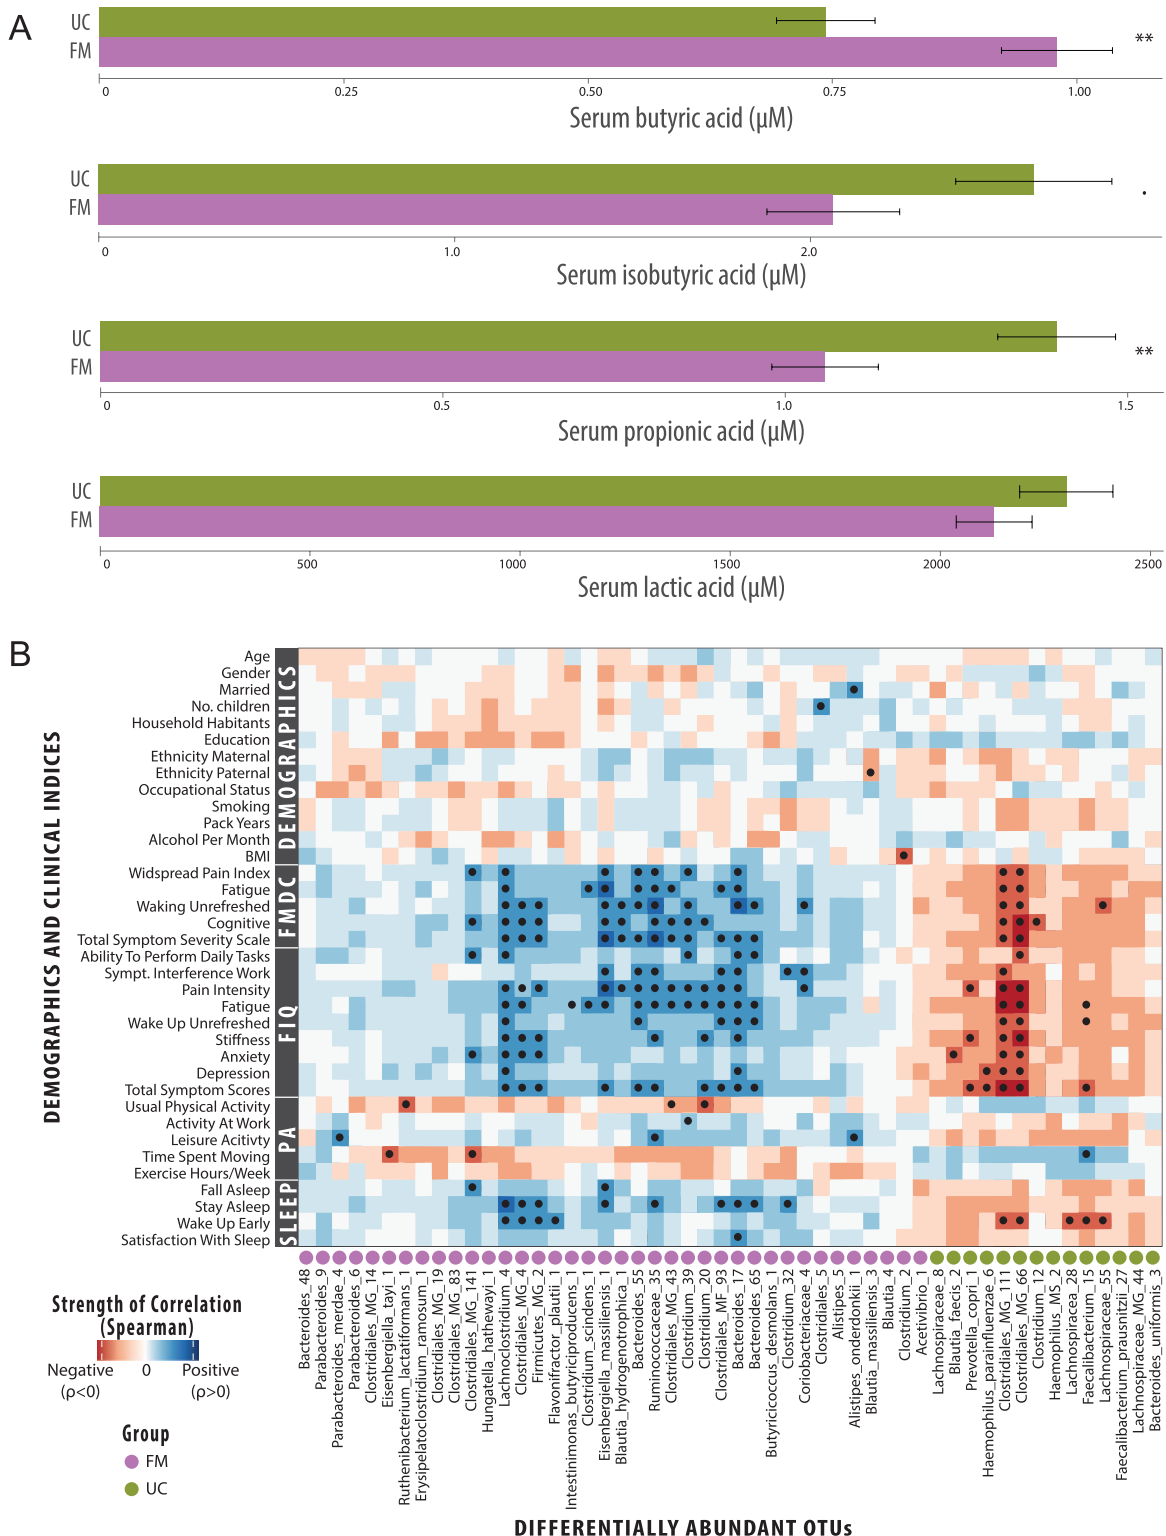 A
UC
FM
**
0 0.25 0.50 0.75 1.00
Serum butyric acid (µM)
UC
FM
.
0 1.0 2.0
Serum isobutyric acid (µM)
UC
FM
**
0 0.5 1.0 1.5
Serum propionic acid (µM)
UC
FM
0 500 1000 1500 2000 2500
Serum lactic acid (µM)
B
DEMOGRAPHICS AND CLINICAL INDICES
DEMOGRAPHICS
Age
Gender
Married
No. children
Household Habitants
Education
Ethnicity Maternal
Ethnicity Paternal
Occupational Status
Smoking
Pack Years
Alcohol Per Month
BMI
FMDC
Widspread Pain Index
Fatigue
Waking Unrefreshed
Cognitive
Total Symptom Severity Scale
FIQ
Ability To Perform Daily Tasks
Sympt. Interference Work
Pain Intensity
Fatigue
Wake Up Unrefreshed
Stiffness
Anxiety
Depression
Total Symptom Scores
PA
Usual Physical Activity
Activity At Work
Leisure Acitivty
Time Spent Moving
Exercise Hours/Week
SLEEP
Fall Asleep
Stay Asleep
Wake Up Early
Satisfaction With Sleep
Bacteroides_48
Parabacteroides_9
Parabacteroides_merdae_4
Parabacteroides_6
Clostridiales_MG_14
Eisenbergiella_tayi_1
Ruthenibacterium_lactatiformans_1
Erysipelatoclostridium_ramosum_1
Clostridiales_MG_19
Clostridiales_MG_83
Clostridiales_MG_141
Hungatella_hathewayi_1
Lachnoclostridium_4
Clostridiales_MG_4
Firmicutes_MG_2
Flavonifractor_plautii_1
Intestinimonas_butyriciproducens_1
Clostridium_scindens_1
Eisenbergiella_massiliensis_1
Blautia_hydrogenotrophica_1
Bacteroides_55
Ruminococcaceae_35
Clostridiales_MG_43
Clostridium_39
Clostridium_20
Clostridiales_MF_93
Bacteroides_17
Bacteroides_65
Butyricicoccus_desmolans_1
Clostridium_32
Coriobacteriaceae_4
Clostridiales_5
Alistipes_5
Alistipes_onderdonkii_1
Blautia_massiliensis_3
Blautia_4
Clostridium_2
Acetivibrio_1
Lachnospiraceae_8
Blautia_faecis_2
Prevotella_copri_1
Haemophilus_parainfluenzae_6
Clostridiales_MG_111
Clostridiales_MG_66
Clostridium_12
Haemophilus_MS_2
Lachnospiracea_28
Faecalibacterium_15
Lachnospiraceae_55
Faecalibacterium_prausnitzii_27
Lachnospiraceae_MG_44
Bacteroides_uniformis_3
Strength of Correlation
(Spearman)
Negative 0 Positive
(ρ<0) (ρ>0)
Group
FM
UC
DIFFERENTIALLY ABUNDANT OTUs